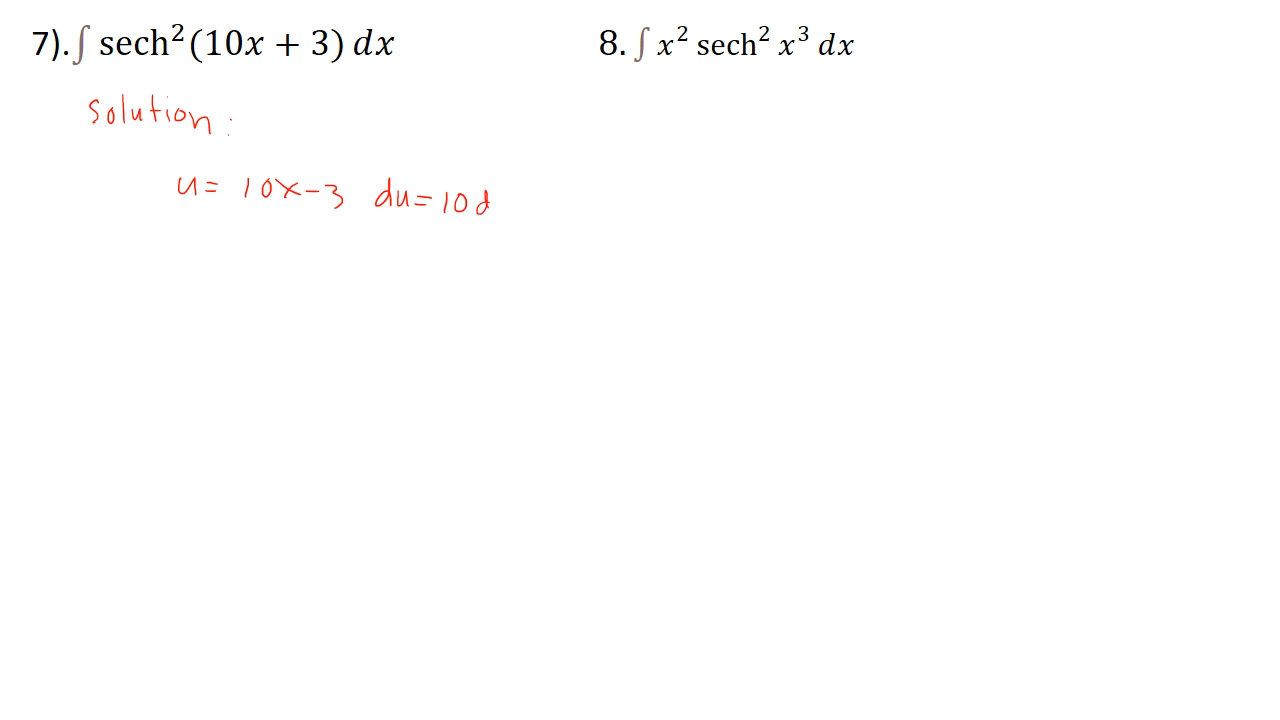 7).∫ sech²(10x + 3) dx
8. ∫ x² sech² x³ dx
Solution:
u = 10x - 3 du = 10d